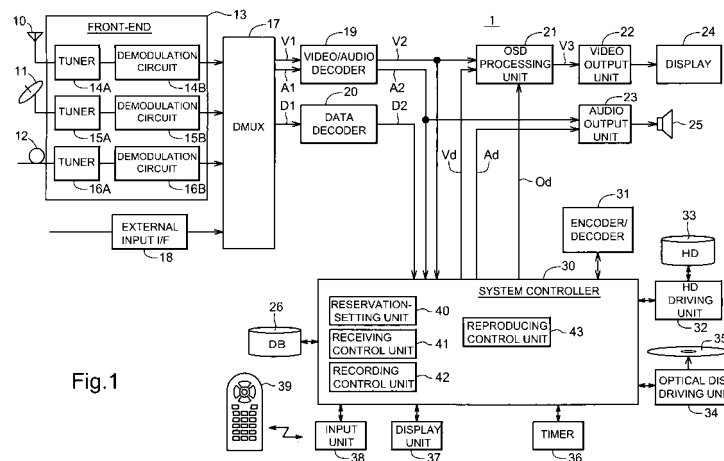 FRONT-END
13
10
TUNER
DEMODULATION
CIRCUIT
14A
14B
11
TUNER
DEMODULATION
CIRCUIT
15A
15B
12
TUNER
DEMODULATION
CIRCUIT
16A
16B
EXTERNAL
INPUT I/F
18
17
DMUX
V1
A1
D1
19
VIDEO/AUDIO
DECODER
20
DATA
DECODER
V2
A2
D2
1
21
OSD
PROCESSING
UNIT
V3
22
VIDEO
OUTPUT
UNIT
24
DISPLAY
23
AUDIO
OUTPUT
UNIT
25
Vd
Ad
Od
31
ENCODER/
DECODER
33
HD
HD
DRIVING
UNIT
32
35
OPTICAL DISC
DRIVING UNIT
34
30
SYSTEM CONTROLLER
RESERVATION-
SETTING UNIT
40
RECEIVING
CONTROL UNIT
41
RECORDING
CONTROL UNIT
42
REPRODUCING
CONTROL UNIT
43
26
DB
39
INPUT
UNIT
38
DISPLAY
UNIT
37
TIMER
36
Fig.1